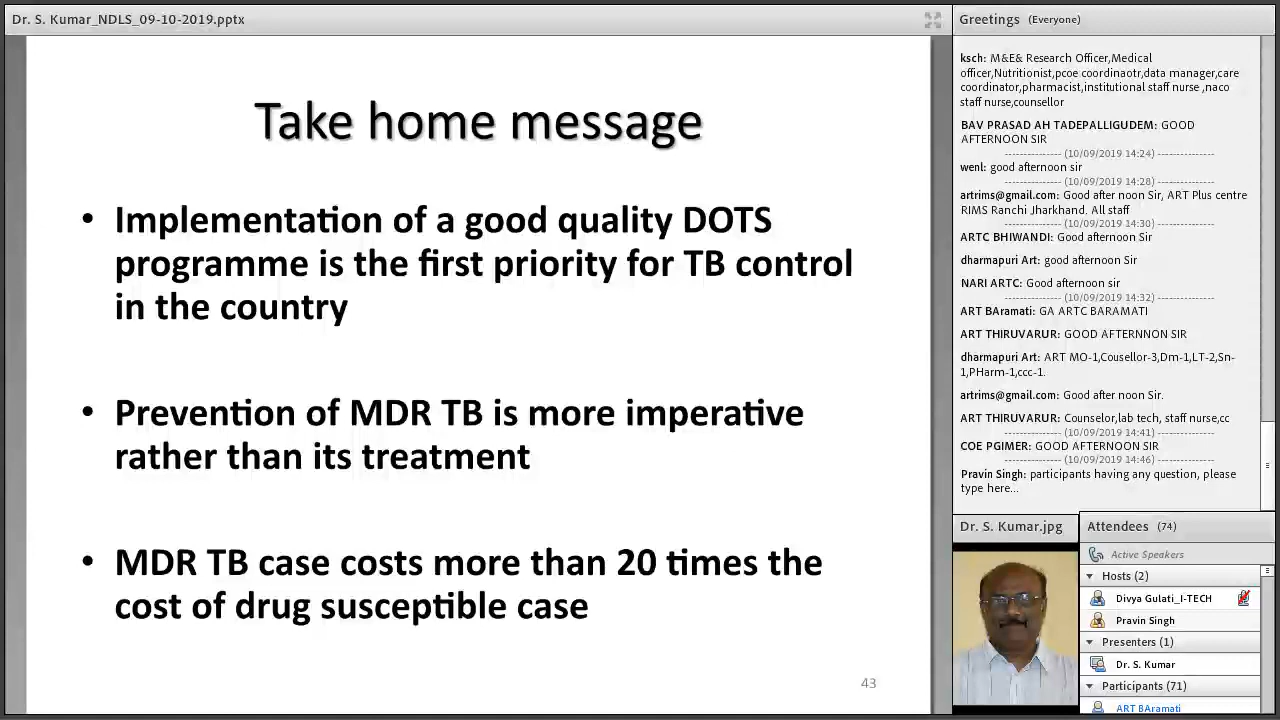 Dr. S. Kumar_NDLS_09-10-2019.pptx
Take home message
• Implementation of a good quality DOTS
programme is the first priority for TB control
in the country
• Prevention of MDR TB is more imperative
rather than its treatment
• MDR TB case costs more than 20 times the
cost of drug susceptible case
43
Greetings (Everyone)
ksch: M&E& Research Officer,Medical
officer,Nutritionist,pcoe coordinaotr,data manager,care
coordinator,pharmacist,institutional staff nurse ,naco
staff nurse,counsellor
BAV PRASAD AH TADEPALLIGUDEM: GOOD
AFTERNOON SIR
--------------- (10/09/2019 14:24) ---------------
wenl: good afternoon sir
--------------- (10/09/2019 14:28) ---------------
artrims@gmail.com: Good after noon Sir, ART Plus centre
RIMS Ranchi Jharkhand. All staff
--------------- (10/09/2019 14:30) ---------------
ARTC BHIWANDI: Good afternoon Sir
dharmapuri Art: good afternoon Sir
NARI ARTC: Good afternoon sir
--------------- (10/09/2019 14:32) ---------------
ART BAramati: GA ARTC BARAMATI
ART THIRUVARUR: GOOD AFTERNNON SIR
dharmapuri Art: ART MO-1,Cousellor-3,Dm-1,LT-2,Sn-
1,PHarm-1,ccc-1.
artrims@gmail.com: Good after noon Sir.
ART THIRUVARUR: Counselor,lab tech, staff nurse,cc
--------------- (10/09/2019 14:41) ---------------
COE PGIMER: GOOD AFTERNOON SIR
--------------- (10/09/2019 14:46) ---------------
Pravin Singh: participants having any question, please
type here...
Dr. S. Kumar.jpg
Attendees (74)
Active Speakers
Hosts (2)
Divya Gulati_I-TECH
Pravin Singh
Presenters (1)
Dr. S. Kumar
Participants (71)
ART BAramati